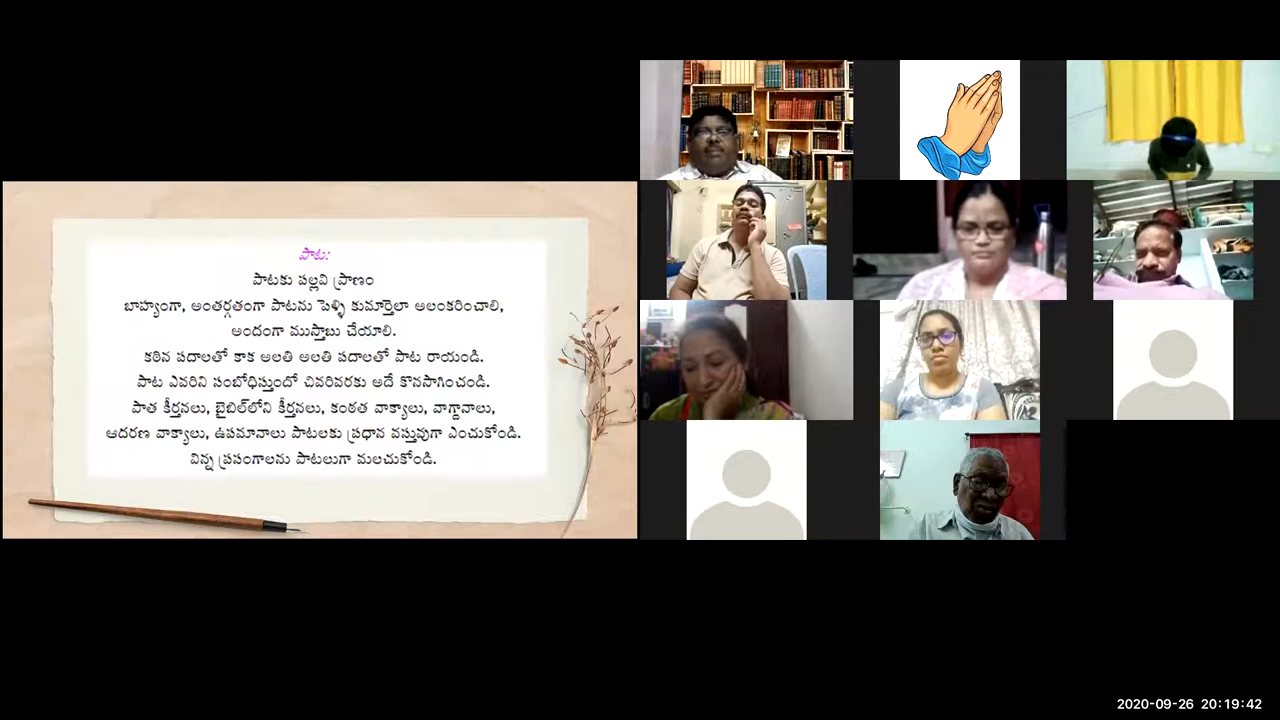 పాట:
పాటకు పల్లవి ప్రాణం
బాహ్యంగా, అంతర్గతంగా పాటను పెళ్ళి కుమార్తెలా అలంకరించాలి,
అందంగా ముస్తాబు చేయాలి.
కఠిన పదాలతో కాక అలతి అలతి పదాలతో పాట రాయండి.
పాట ఎవరిని సంబోధిస్తుందో చివరివరకు అదే కొనసాగించండి.
పాత కీర్తనలు, బైబిల్‌లోని కీర్తనలు, కంఠత వాక్యాలు, వాగ్దానాలు,
ఆదరణ వాక్యాలు, ఉపమానాలు పాటలకు ప్రధాన వస్తువుగా ఎంచుకోండి.
విన్న ప్రసంగాలను పాటలుగా మలచుకోండి.
2020-09-26 20:19:42